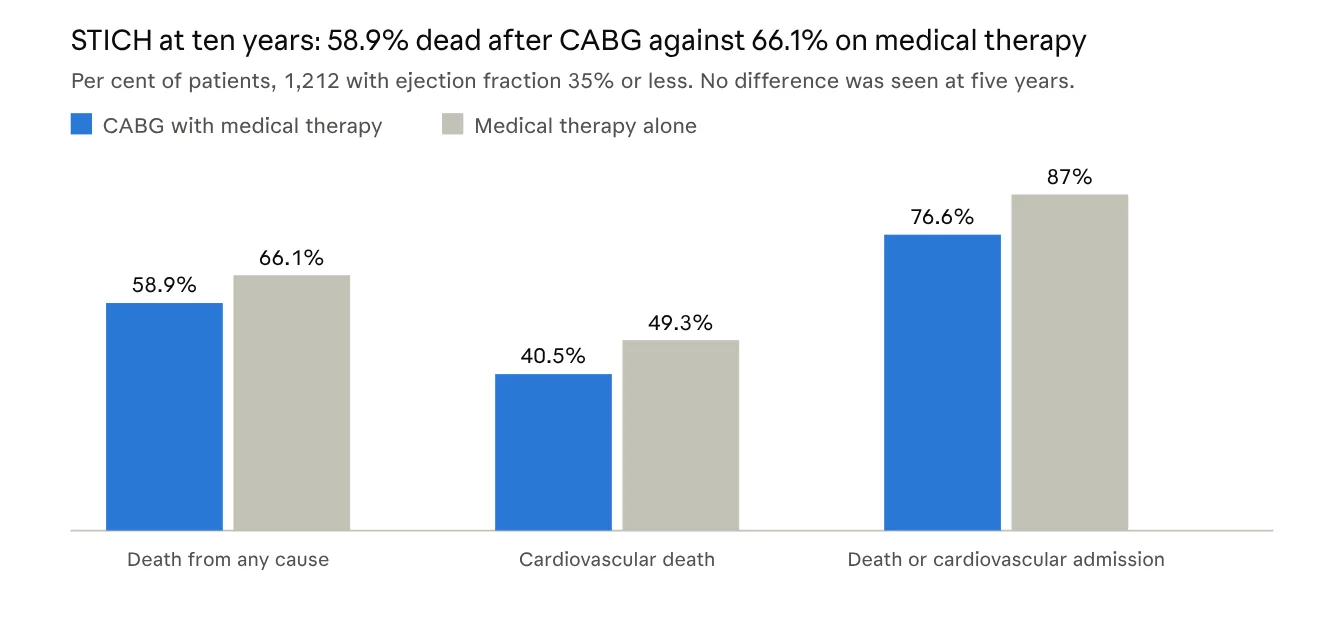 STICH at ten years: 58.9% dead after CABG against 66.1% on medical therapy
Per cent of patients, 1,212 with ejection fraction 35% or less. No difference was seen at five years.
CABG with medical therapy
Medical therapy alone
58.9%
66.1%
40.5%
49.3%
76.6%
87%
Death from any cause
Cardiovascular death
Death or cardiovascular admission